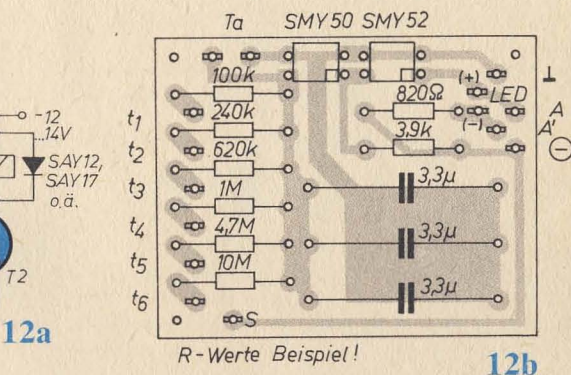 Ta SMY50 SMY52
100k
240k
620k
1M
4,7M
10M
t1
t2
t3
t4
t5
t6
820Ω
3,9k
(+)
LED
(-)
⊥
A
A'
⊖
3,3µ
3,3µ
3,3µ
S
R-Werte Beispiel!
12b
-12
...14V
SAY12,
SAY17
o.ä.
T2
12a